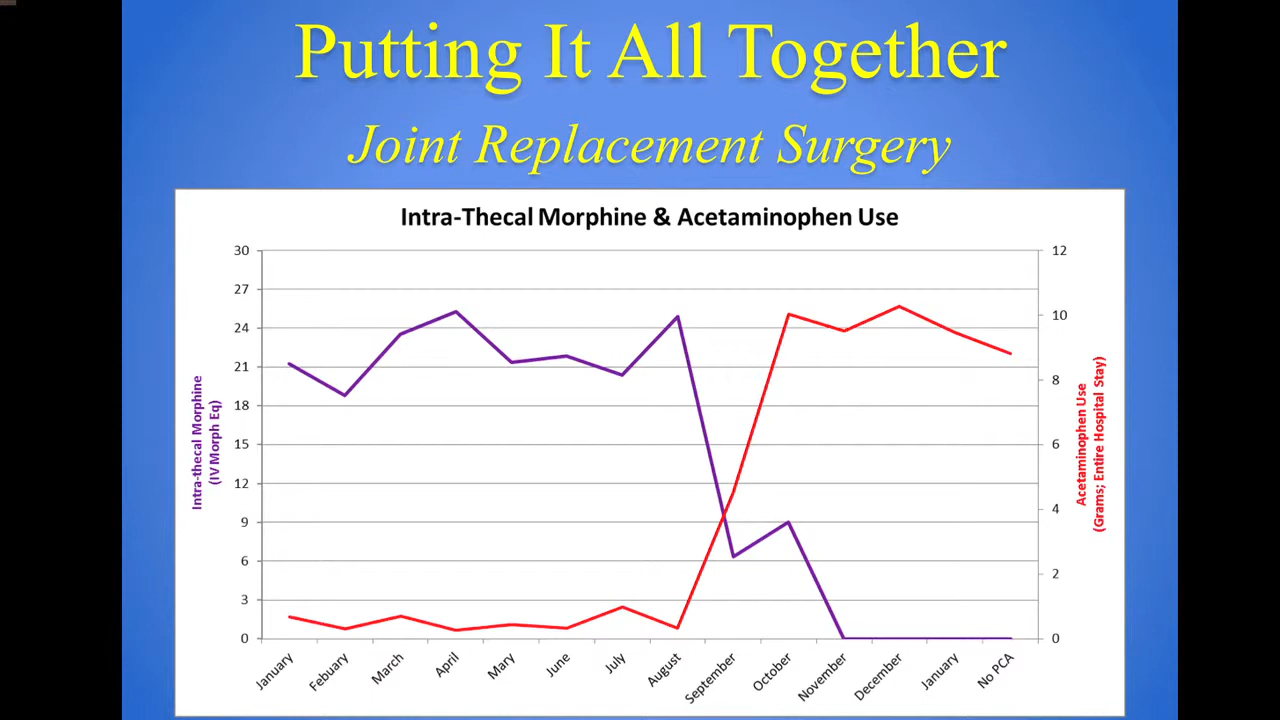 Putting It All Together
Joint Replacement Surgery
Intra-Thecal Morphine & Acetaminophen Use
30
27
24
21
18
15
12
9
6
3
0
Intra-thecal Morphine
(IV Morph Eq)
12
10
8
6
4
2
0
Acetaminophen Use
(Grams; Entire Hospital Stay)
January
Febuary
March
April
Mary
June
July
August
September
October
November
December
January
No PCA